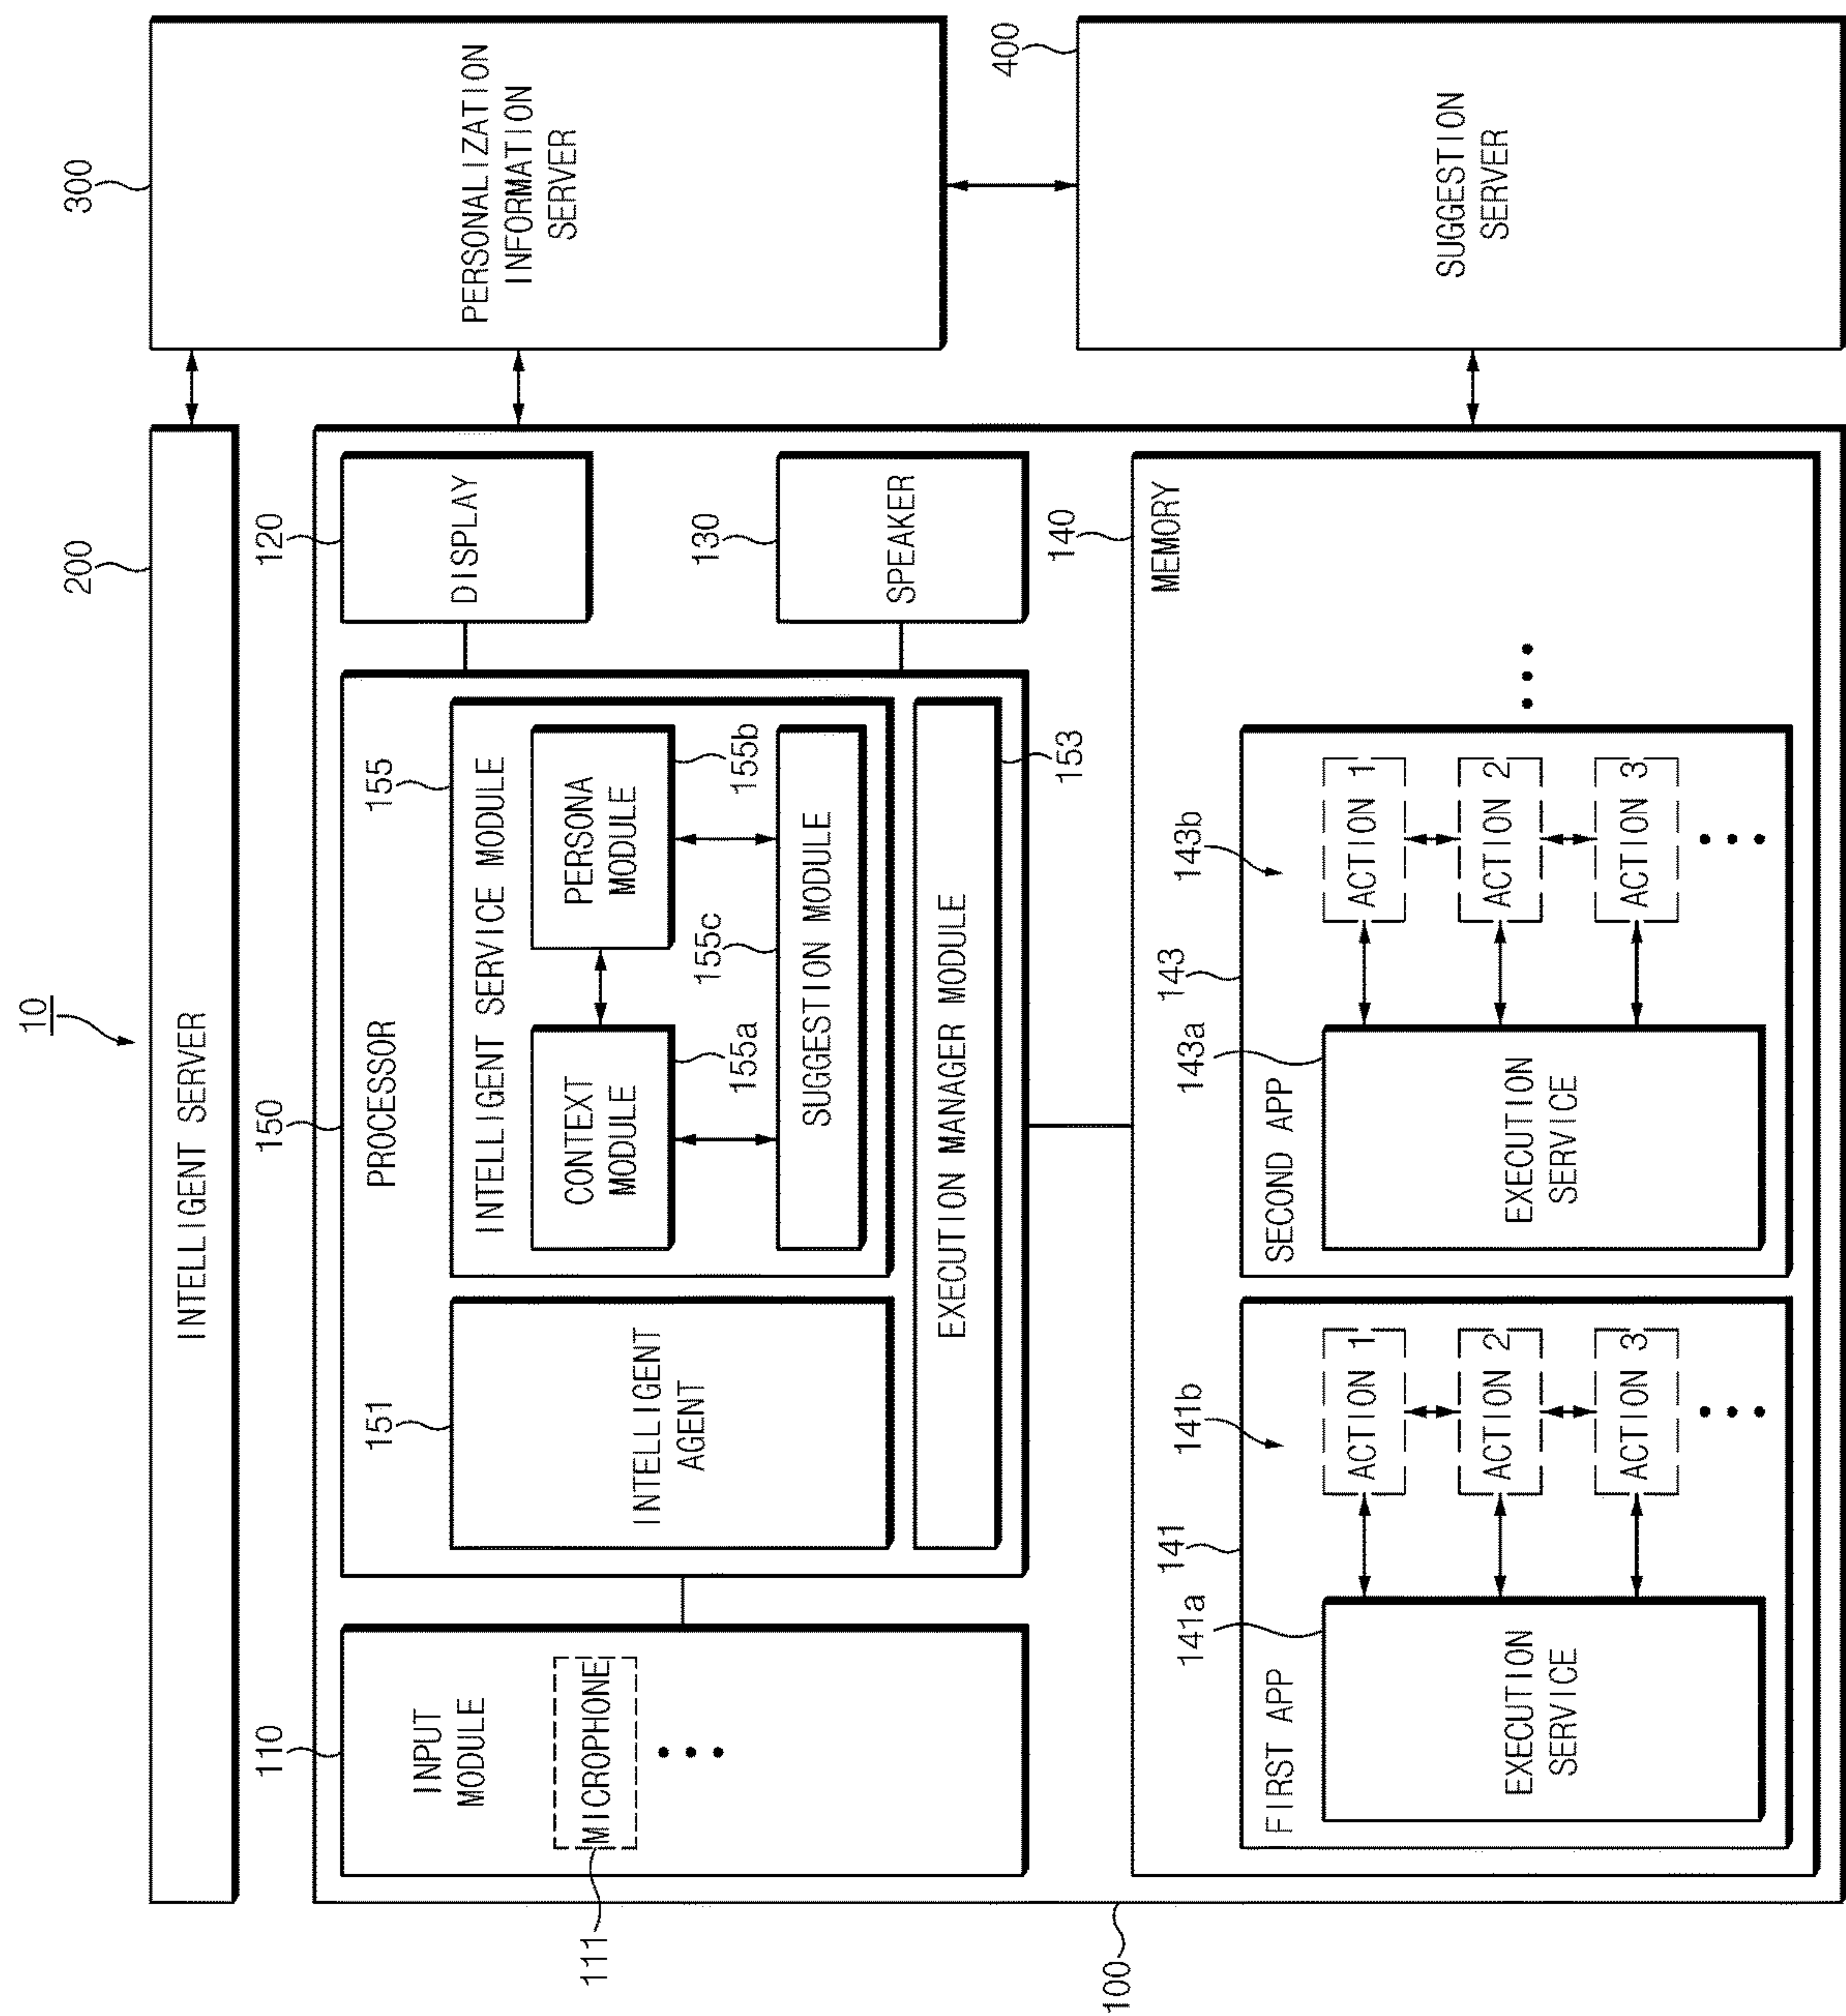 10
200
INTELLIGENT SERVER
300
PERSONALIZATION
INFORMATION
SERVER
400
SUGGESTION
SERVER
100
110
INPUT
MODULE
MICROPHONE
111
150
PROCESSOR
151
INTELLIGENT
AGENT
155
INTELLIGENT SERVICE MODULE
CONTEXT
MODULE
155a
PERSONA
MODULE
155b
155c
SUGGESTION MODULE
EXECUTION MANAGER MODULE
153
120
DISPLAY
130
SPEAKER
140
MEMORY
141
FIRST APP
141a
EXECUTION
SERVICE
141b
ACTION 1
ACTION 2
ACTION 3
143
SECOND APP
143a
EXECUTION
SERVICE
143b
ACTION 1
ACTION 2
ACTION 3